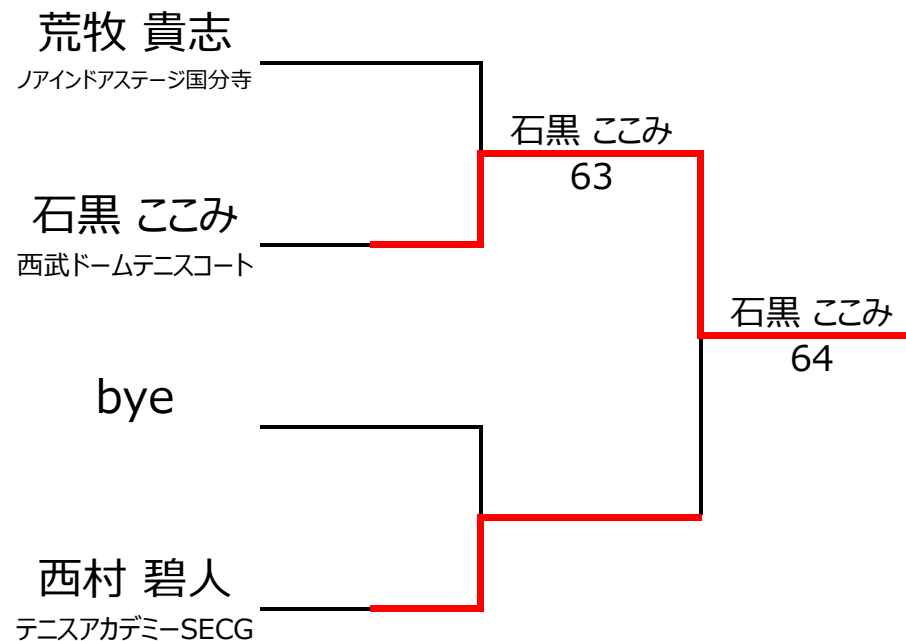 荒牧 貴志
ノアインドアステージ国分寺
石黒 ここみ
63
石黒 ここみ
西武ドームテニスコート
石黒 ここみ
64
bye
西村 碧人
テニスアカデミーSECG